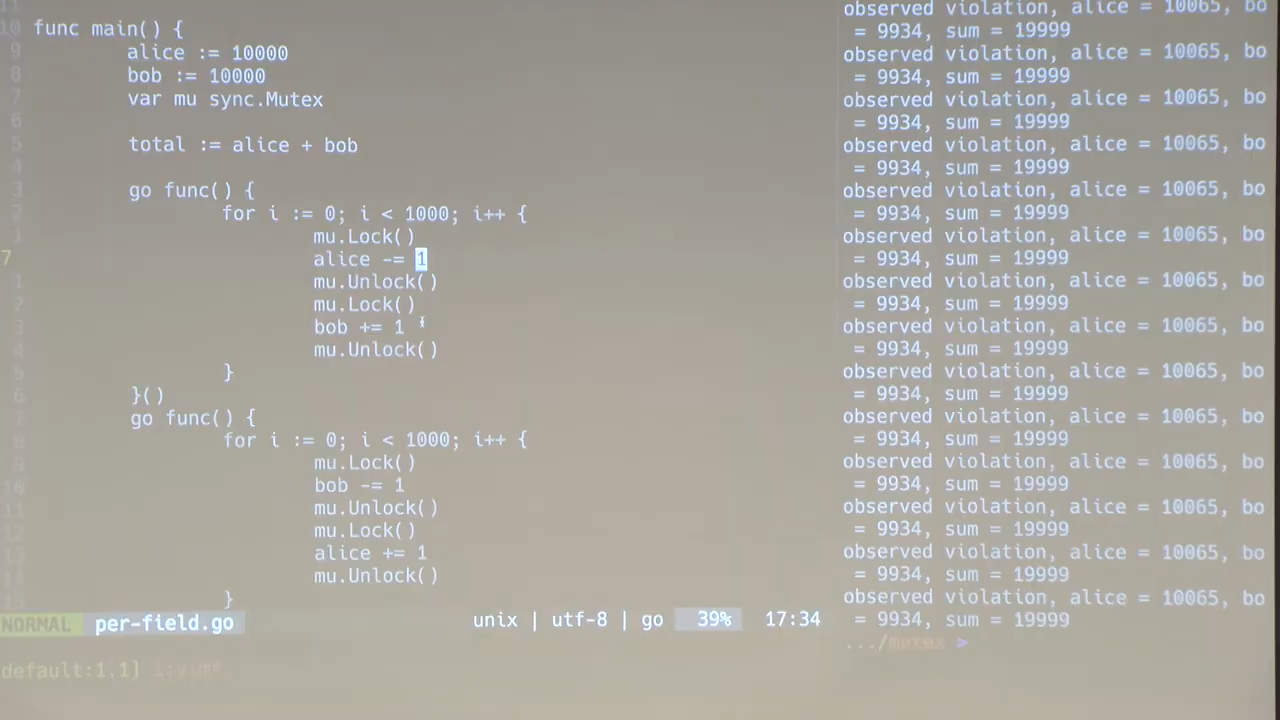 func main() {
alice := 10000
bob := 10000
var mu sync.Mutex
total := alice + bob
go func() {
for i := 0; i < 1000; i++ {
mu.Lock()
alice -= 1
mu.Unlock()
mu.Lock()
bob += 1
mu.Unlock()
}
}()
go func() {
for i := 0; i < 1000; i++ {
mu.Lock()
bob -= 1
mu.Unlock()
mu.Lock()
alice += 1
mu.Unlock()
}
NORMAL per-field.go unix | utf-8 | go 39% 17:34
default:1.1]
observed violation, alice = 10065, bo
= 9934, sum = 19999
observed violation, alice = 10065, bo
= 9934, sum = 19999
observed violation, alice = 10065, bo
= 9934, sum = 19999
observed violation, alice = 10065, bo
= 9934, sum = 19999
observed violation, alice = 10065, bo
= 9934, sum = 19999
observed violation, alice = 10065, bo
= 9934, sum = 19999
observed violation, alice = 10065, bo
= 9934, sum = 19999
observed violation, alice = 10065, bo
= 9934, sum = 19999
observed violation, alice = 10065, bo
= 9934, sum = 19999
observed violation, alice = 10065, bo
= 9934, sum = 19999
observed violation, alice = 10065, bo
= 9934, sum = 19999
observed violation, alice = 10065, bo
= 9934, sum = 19999
observed violation, alice = 10065, bo
= 9934, sum = 19999
observed violation, alice = 10065, bo
= 9934, sum = 19999
.../mutex >